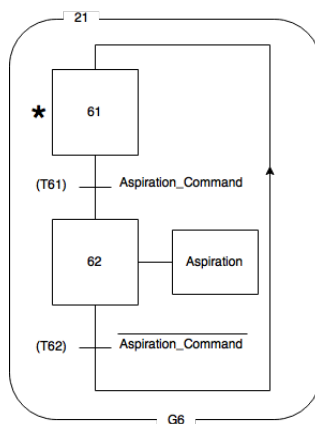 21
*
61
(T61)
Aspiration_Command
62
Aspiration
(T62)
Aspiration_Command
G6